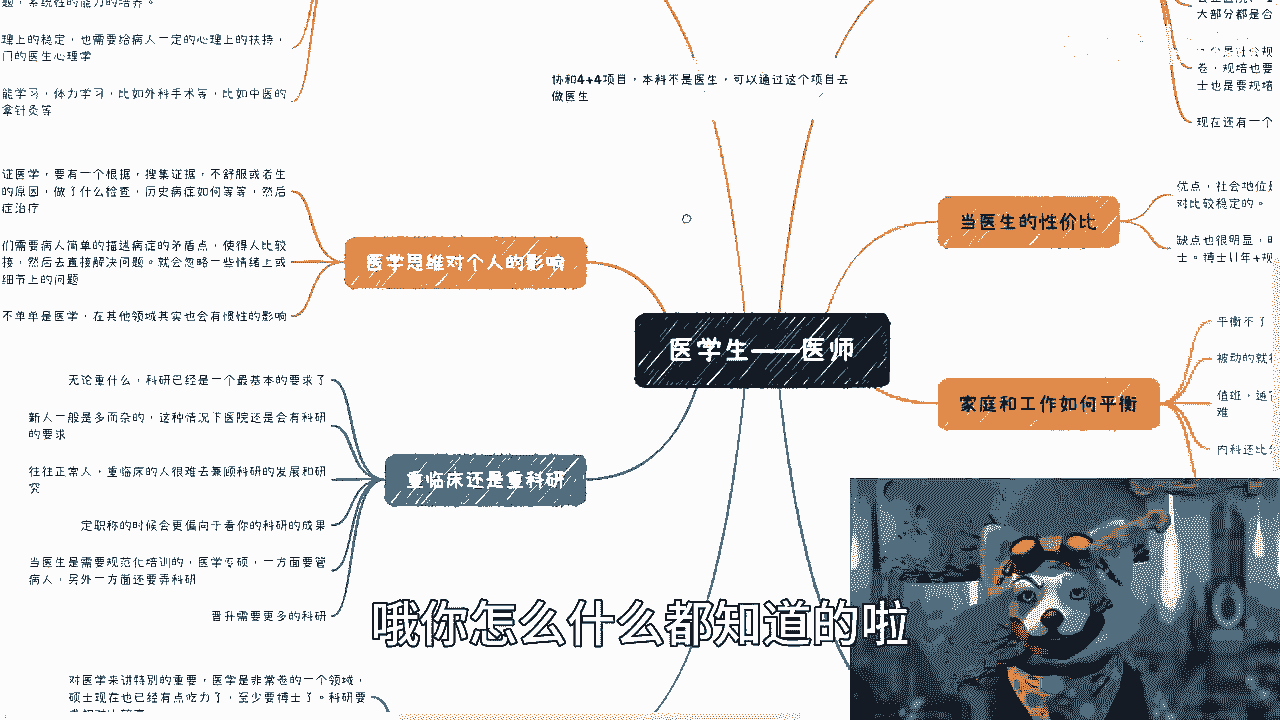 题，系统性的能力的培养。
理上的稳定，也需要给病人一定的心理上的扶持，
门的医生心理学
能学习，体力学习，比如外科手术等，比如中医的
拿针灸等
证医学，要有一个根据，搜集证据，不舒服或者生
的原因，做了什么检查，历史病症如何等等，然后
症治疗
们需要病人简单的描述病症的矛盾点，使得人比较
接，然后去直接解决问题。就会忽略一些情绪上或
细节上的问题
不单单是医学，在其他领域其实也会有惯性的影响
医学思维对个人的影响
无论重什么，科研已经是一个最基本的要求了
新人一般是多而杂的，这种情况下医院还是会有科研
的要求
往往正常人，重临床的人很难去兼顾科研的发展和研
究
定职称的时候会更偏向于看你的科研的成果
当医生是需要规范化培训的，医学专硕，一方面要管
病人，另外一方面还要弄科研
晋升需要更多的科研
重临床还是重科研
对医学来讲特别的重要，医学是非常卷的一个领域，
硕士现在也已经有点吃力了，至少要博士了。科研要
协和4+4项目，本科不是医生，可以通过这个项目去
做医生
医学生——医师
大部分都是合
卷，规培也要
士也是要规培
现在还有一个
当医生的性价比
优点，社会地位
对比较稳定的。
缺点也很明显，
士。博士11年+规
家庭和工作如何平衡
平衡不了
被动的就
值班，通
难
内科还比
哦你怎么什么都知道的啦